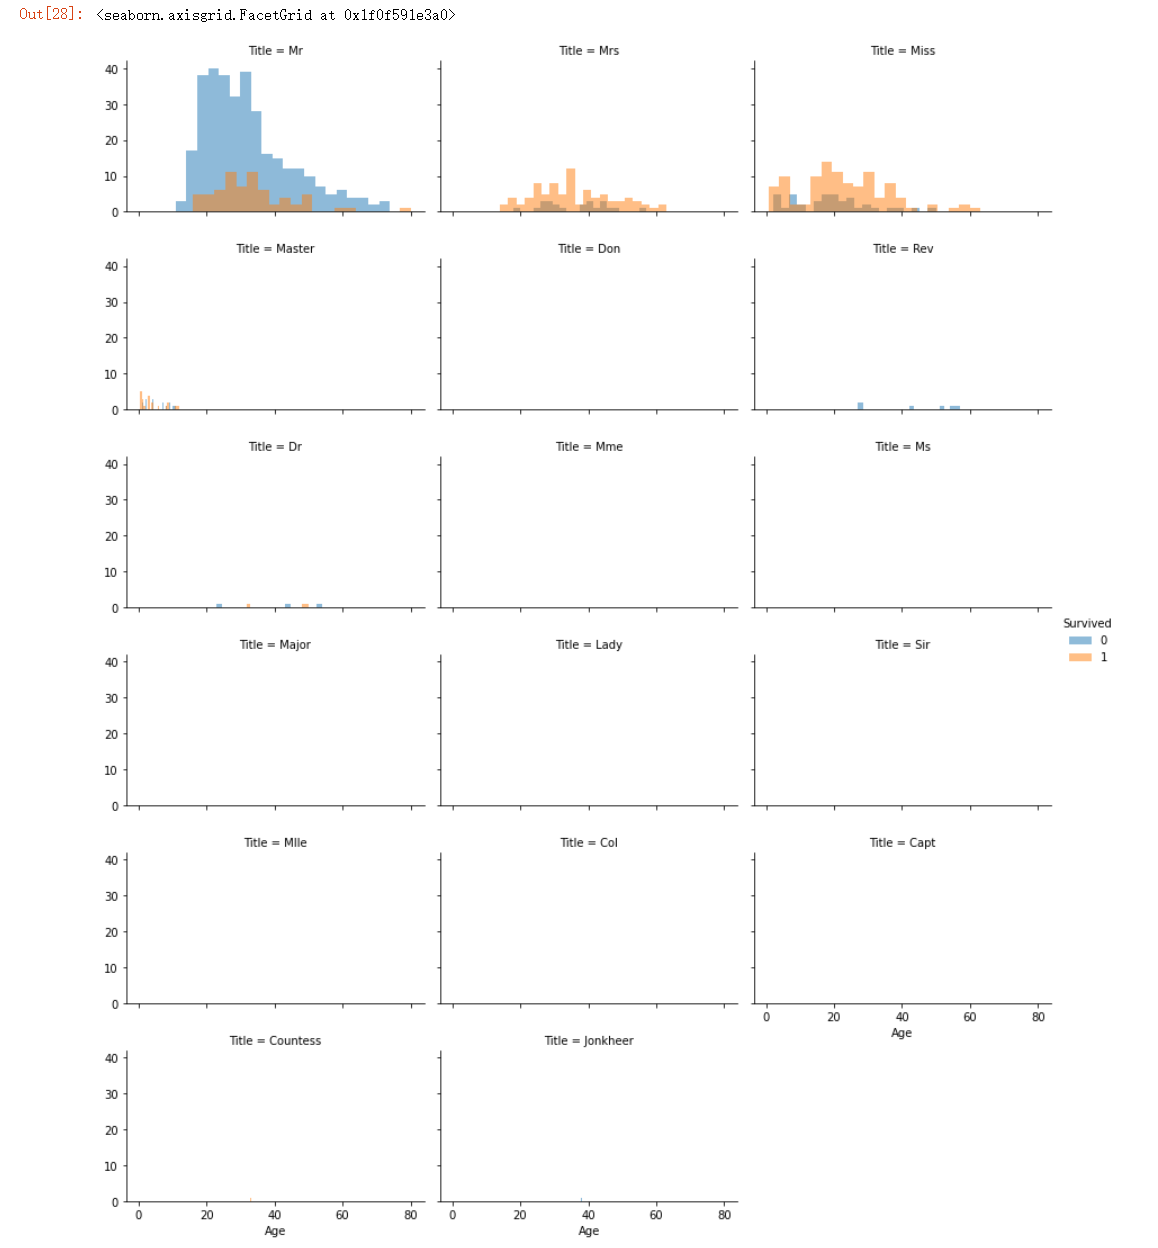 Out[28]: <seaborn.axisgrid.FacetGrid at 0x1f0f591e3a0>
Title = Mr
Title = Mrs
Title = Miss
40
30
20
10
0
Title = Master
Title = Don
Title = Rev
40
30
20
10
0
Title = Dr
Title = Mme
Title = Ms
40
30
20
10
0
Survived
0
1
Title = Major
Title = Lady
Title = Sir
40
30
20
10
0
Title = Mlle
Title = Col
Title = Capt
40
30
20
10
0
0 20 40 60 80
Age
Title = Countess
Title = Jonkheer
40
30
20
10
0
0 20 40 60 80
Age
0 20 40 60 80
Age